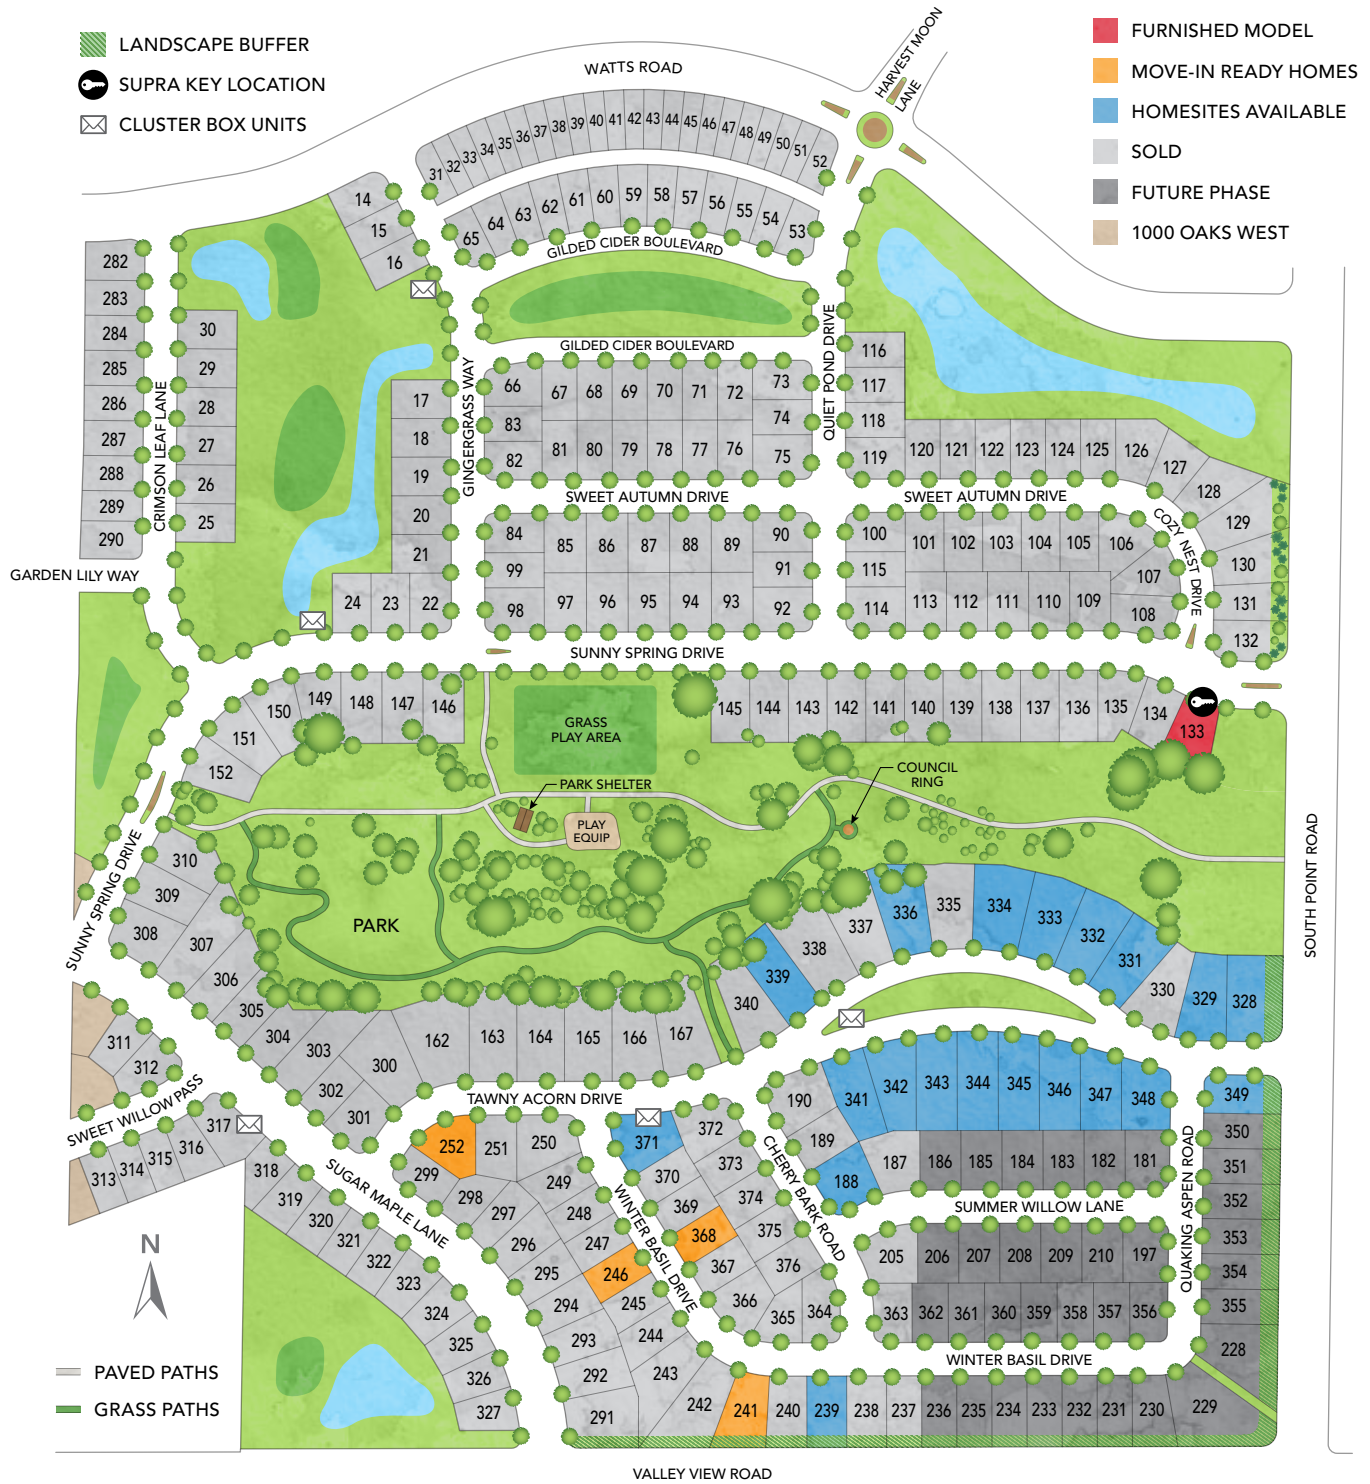 LANDSCAPE BUFFER
SUPRA KEY LOCATION
CLUSTER BOX UNITS
FURNISHED MODEL
MOVE-IN READY HOMES
HOMESITES AVAILABLE
SOLD
FUTURE PHASE
1000 OAKS WEST
WATTS ROAD
HARVEST MOON
LANE
31 32 33 34 35 36 37 38 39 40 41 42 43 44 45 46 47 48 49 50 51 52
14
15
16
65 64 63 62 61 60 59 58 57 56 55 54 53
GILDED CIDER BOULEVARD
282
283
284
285
286
287
288
289
290
CRIMSON LEAF LANE
30
29
28
27
26
25
GARDEN LILY WAY
17
18
19
20
21
24 23 22
GINGERGRASS WAY
GILDED CIDER BOULEVARD
66 67 68 69 70 71 72 73
83 74
82 81 80 79 78 77 76 75
QUIET POND DRIVE
116
117
118
119 120 121 122 123 124 125 126 127 128 129
130
131
132
SWEET AUTUMN DRIVE
SWEET AUTUMN DRIVE
COZY NEST DRIVE
84 85 86 87 88 89 90
99 91
98 97 96 95 94 93 92
100 101 102 103 104 105 106
115 107
114 113 112 111 110 109 108
SUNNY SPRING DRIVE
152 151 150 149 148 147 146
GRASS
PLAY AREA
145 144 143 142 141 140 139 138 137 136 135 134 133
PARK SHELTER
PLAY
EQUIP
COUNCIL
RING
PARK
SUNNY SPRING DRIVE
SOUTH POINT ROAD
310
309
308 307
306
305
304 303
302
301
300
162 163 164 165 166 167
340 339 338 337 336 335 334 333 332 331 330 329 328
311
312
SWEET WILLOW PASS
313 314 315 316 317
318
319
320
321
322
323
324
325
326
327
SUGAR MAPLE LANE
TAWNY ACORN DRIVE
252 251 250
299 298 297 296 295 294 293 292 291
249
248
247
246
245
244
243
242
WINTER BASIL DRIVE
371 372
370 373
369 374
368 375
367 376
366 365 364
CHERRY BARK ROAD
190
189
188
187 186 185 184 183 182 181
341 342 343 344 345 346 347 348
349
350
351
352
353
354
355
228
229
SUMMER WILLOW LANE
QUAKING ASPEN ROAD
205 206 207 208 209 210 197
363 362 361 360 359 358 357 356
WINTER BASIL DRIVE
241 240 239 238 237 236 235 234 233 232 231 230
N
PAVED PATHS
GRASS PATHS
VALLEY VIEW ROAD